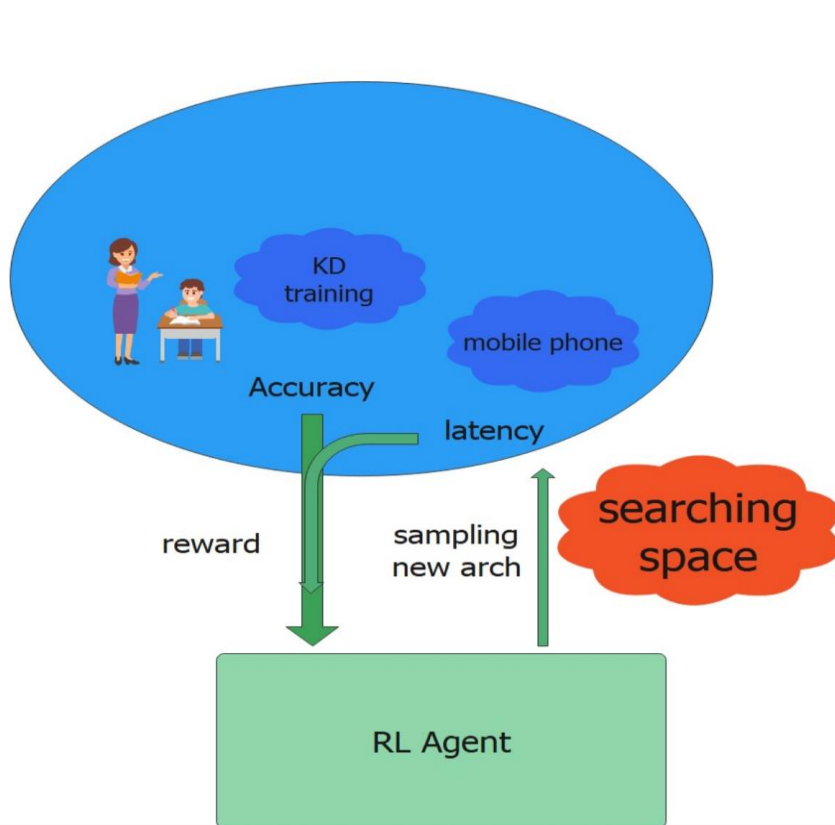 KD
training
mobile phone
Accuracy
latency
searching
space
reward
sampling
new arch
RL Agent